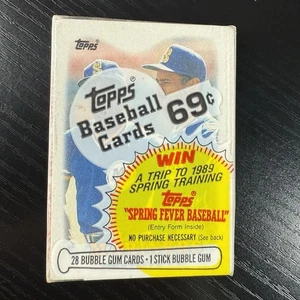 TOPPS
topps
Baseball
Cards
69¢
WIN
A TRIP TO 1989
SPRING TRAINING
topps
"SPRING FEVER BASEBALL"
(Entry Form Inside)
NO PURCHASE NECESSARY (See back)
28 BUBBLE GUM CARDS • 1 STICK BUBBLE GUM